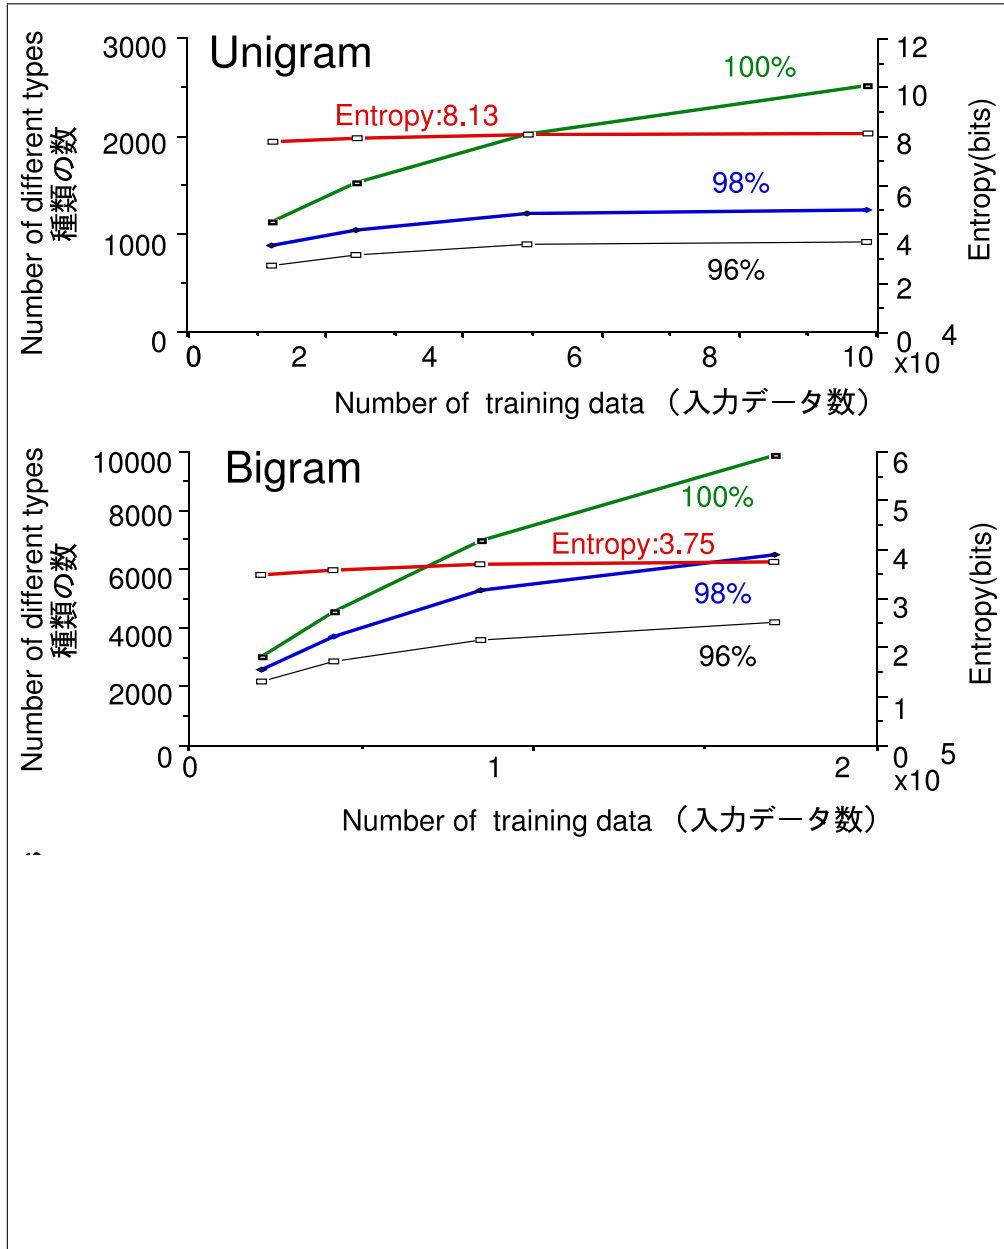 Unigram
Number of different types
種類の数
3000
2000
1000
0
100%
Entropy:8.13
98%
96%
12
10
8
6
4
2
0
Entropy(bits)
0 2 4 6 8 10
x10 4
Number of training data （入力データ数）
Bigram
Number of different types
種類の数
10000
8000
6000
4000
2000
0
100%
Entropy:3.75
98%
96%
6
5
4
3
2
1
0
Entropy(bits)
0 1 2
x10 5
Number of training data （入力データ数）